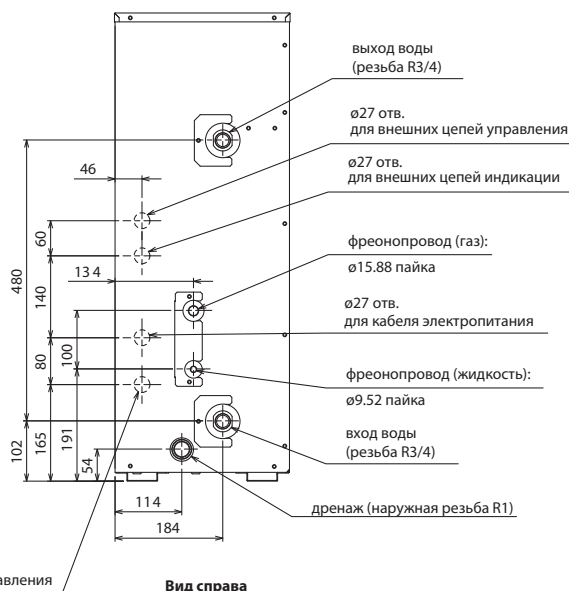 выход воды
(резьба R3/4)
ø27 отв.
для внешних цепей управления
46
ø27 отв.
для внешних цепей индикации
60
480
134
фреонопровод (газ):
ø15.88 пайка
140
100
ø27 отв.
для кабеля электропитания
80
фреонопровод (жидкость):
ø9.52 пайка
102
165
191
54
вход воды
(резьба R3/4)
114
184
дренаж (наружная резьба R1)
Вид справа